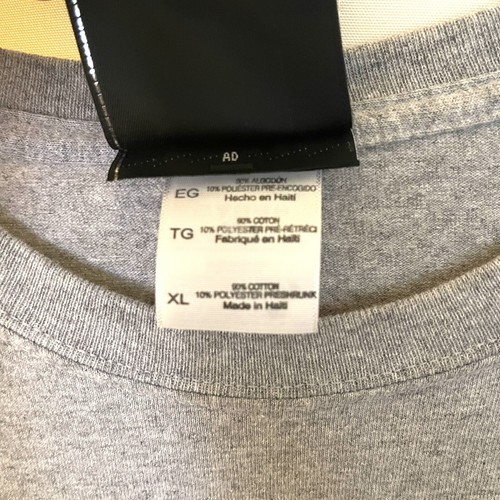 AD
90% ALGODÓN
EG 10% POLIÉSTER PRE-ENCOGIDO
Hecho en Haití
90% COTON
TG 10% POLYESTER PRÉ-RÉTRÉCI
Fabriqué en Haïti
90% COTTON
XL 10% POLYESTER PRESHRUNK
Made in Haiti